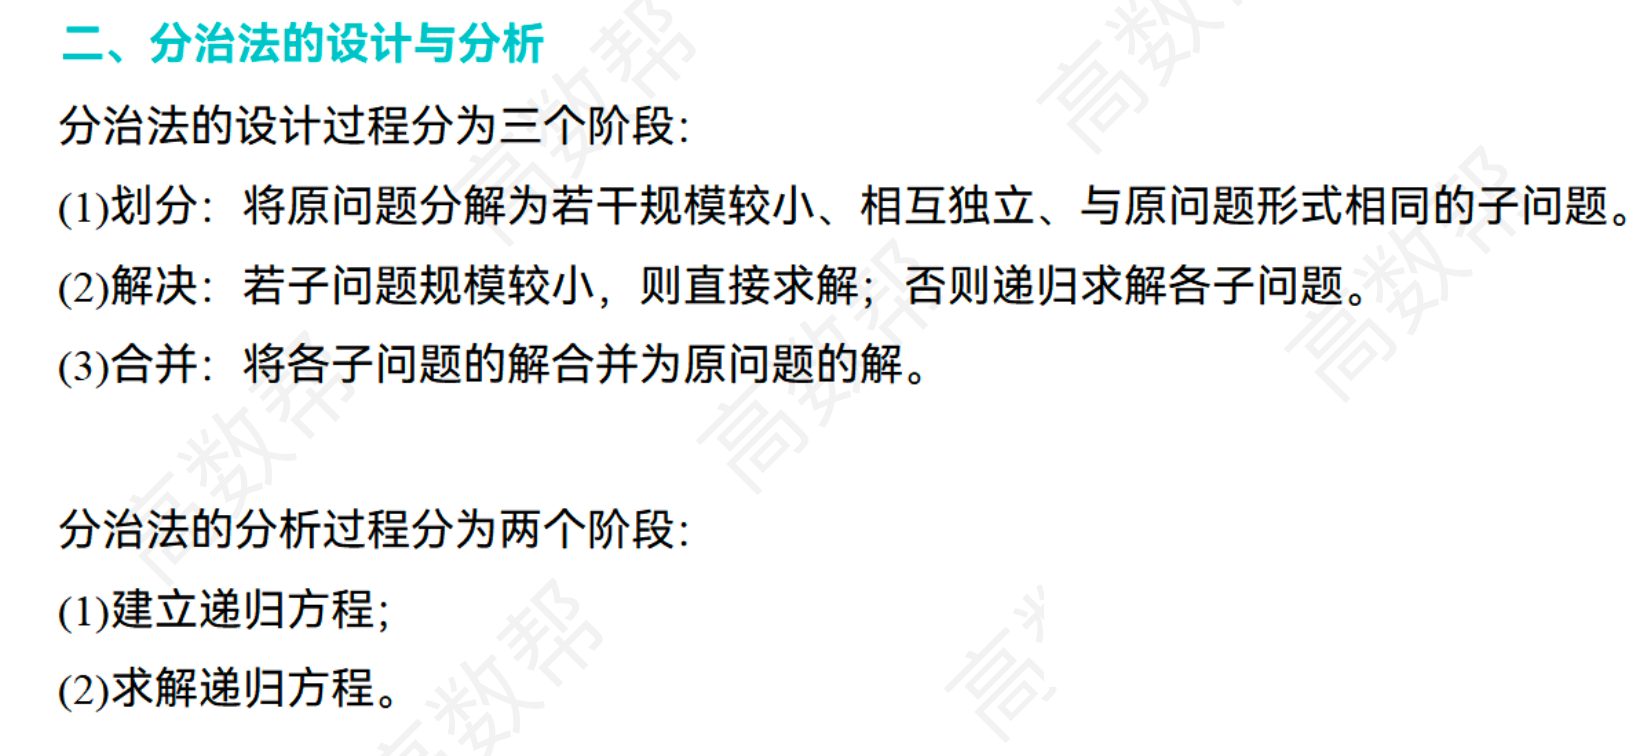 二、分治法的设计与分析
分治法的设计过程分为三个阶段：
(1)划分：将原问题分解为若干规模较小、相互独立、与原问题形式相同的子问题。
(2)解决：若子问题规模较小，则直接求解；否则递归求解各子问题。
(3)合并：将各子问题的解合并为原问题的解。
分治法的分析过程分为两个阶段：
(1)建立递归方程；
(2)求解递归方程。
高数帮
高数帮
高数帮
高数帮
高数帮
高数帮